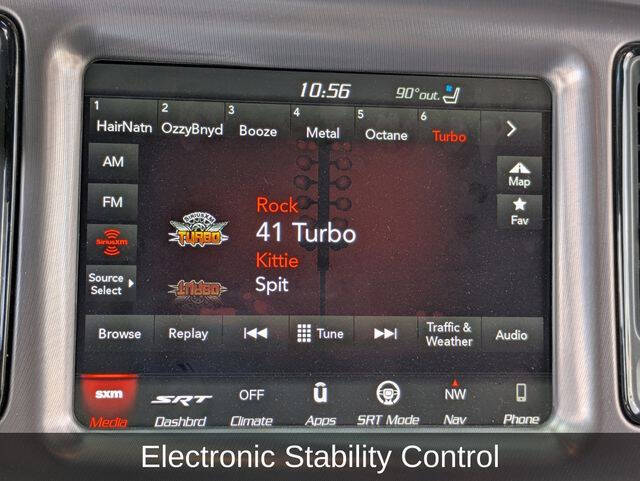 10:56 90°out.
1 2 3 4 5 6
HairNatn OzzyBnyd Booze Metal Octane Turbo
AM
Map
FM
Fav
SiriusXM
SIRIUSXM
TURBO
Rock
41 Turbo
Kittie
Spit
Source
Select
Browse Replay Tune Traffic &
Weather Audio
sxm SRT OFF NW
Media Dashbrd Climate Apps SRT Mode Nav Phone
Electronic Stability Control